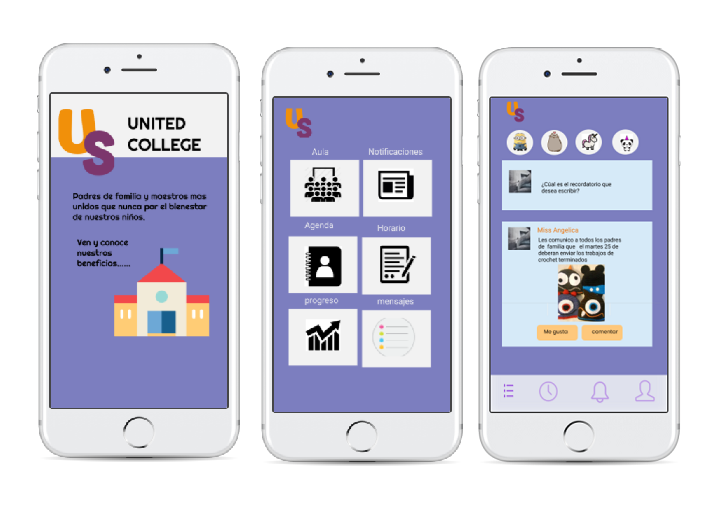 US
UNITED
COLLEGE
Padres de familia y maestros mas
unidos que nunca por el bienestar
de nuestros niños.
Ven y conoce
nuestros
beneficios......
US
Aula
Notificaciones
Agenda
Horario
progreso
mensajes
US
¿Cúal es el recordatorio que
desea escribir?
Miss Angelica
Les comunico a todos los padres
de familia que el martes 25 de
deberan enviar los trabajos de
crochet terminados
Me gusta
comentar